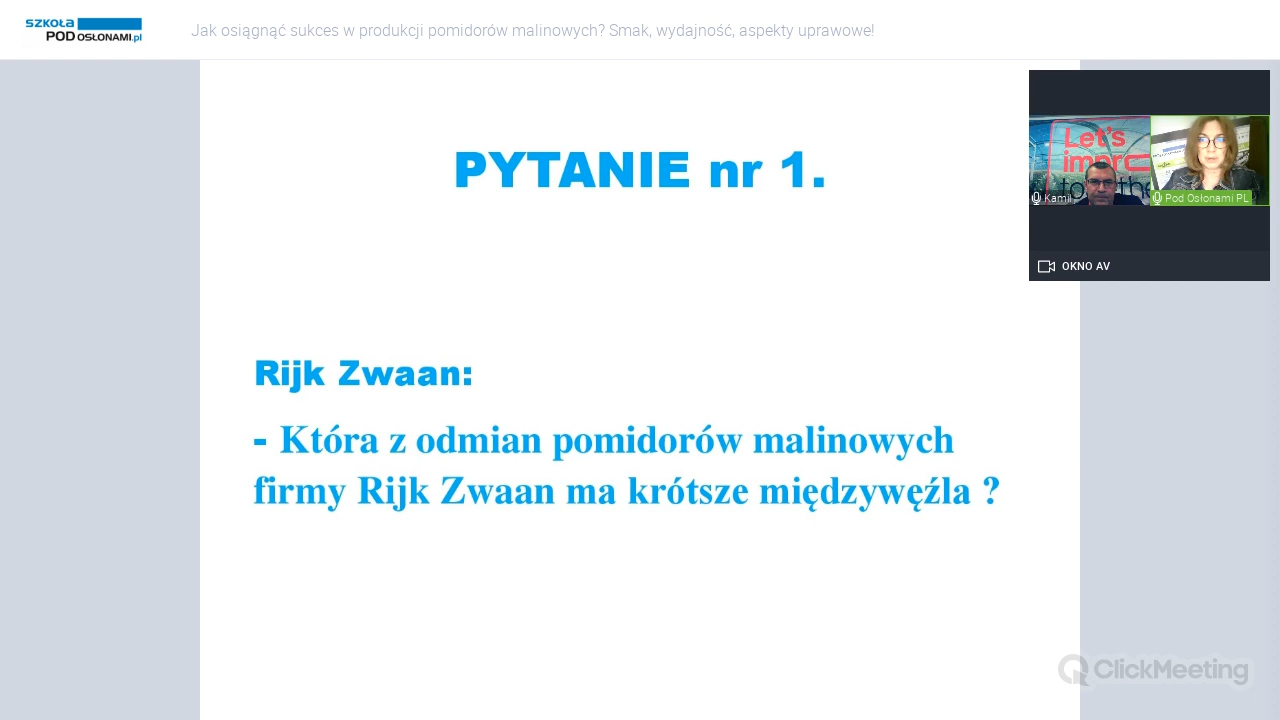 SZKOŁA
POD OSŁONAMI.pl
Jak osiągnąć sukces w produkcji pomidorów malinowych? Smak, wydajność, aspekty uprawowe!
PYTANIE nr 1.
Let's
impr
Kamil
Pod Osłonami PL
OKNO AV
Rijk Zwaan:
- Która z odmian pomidorów malinowych
firmy Rijk Zwaan ma krótsze międzywęźla ?
ClickMeeting